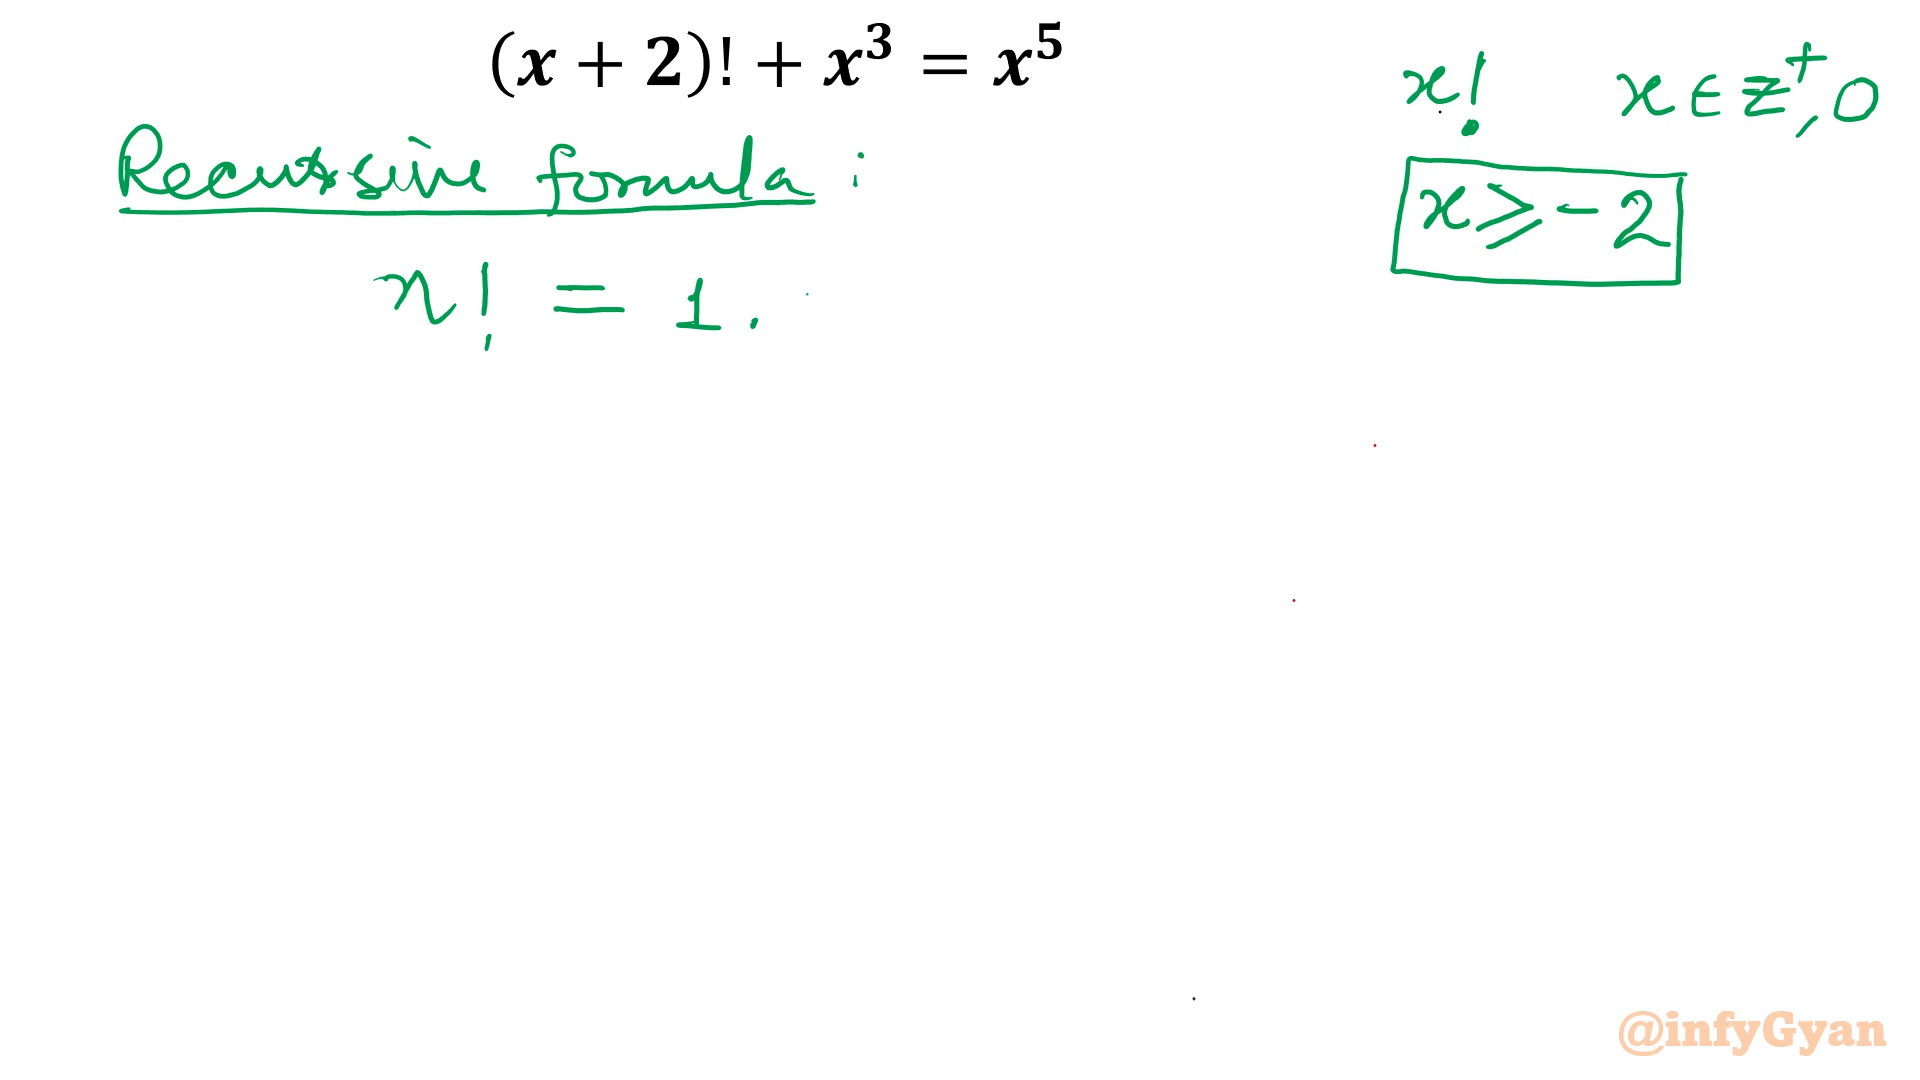 (x + 2)! + x³ = x⁵
x! x ∈ Z⁺, 0
Recursive formula :
x ≥ -2
n! = 1.
@infyGyan